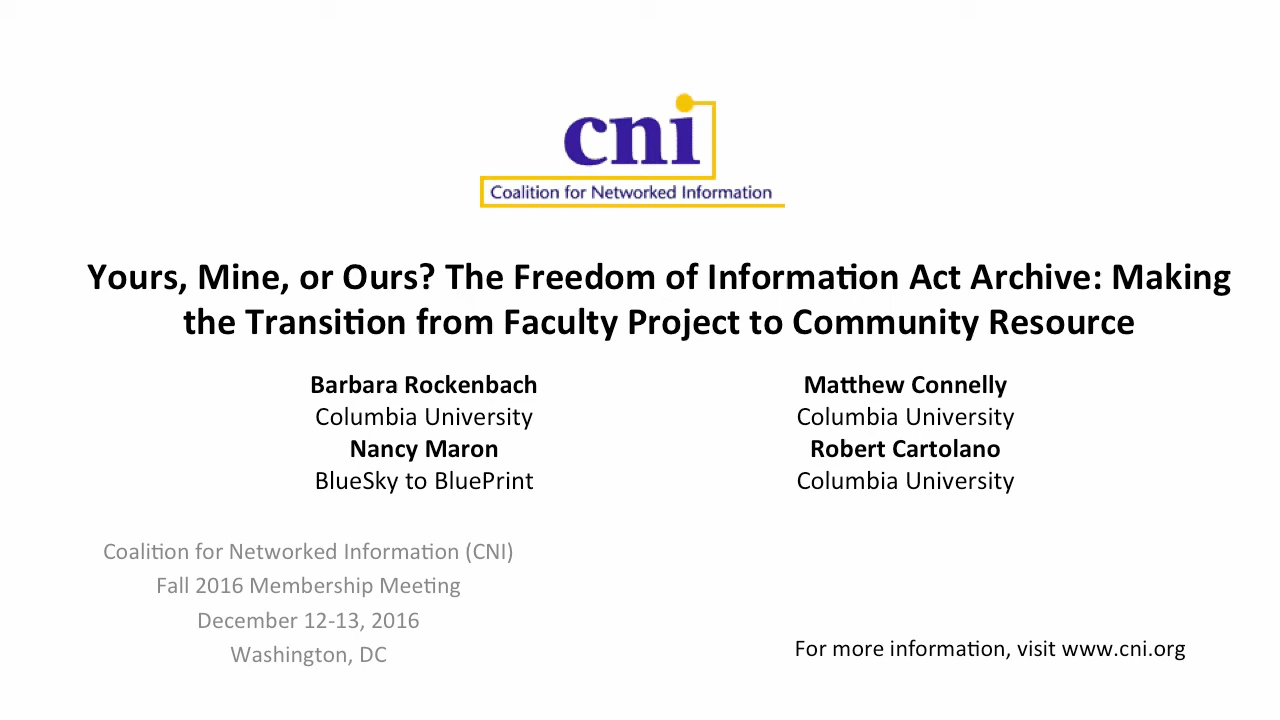 cni
Coalition for Networked Information
Yours, Mine, or Ours? The Freedom of Information Act Archive: Making
the Transition from Faculty Project to Community Resource
Barbara Rockenbach
Columbia University
Nancy Maron
BlueSky to BluePrint
Matthew Connelly
Columbia University
Robert Cartolano
Columbia University
Coalition for Networked Information (CNI)
Fall 2016 Membership Meeting
December 12-13, 2016
Washington, DC
For more information, visit www.cni.org